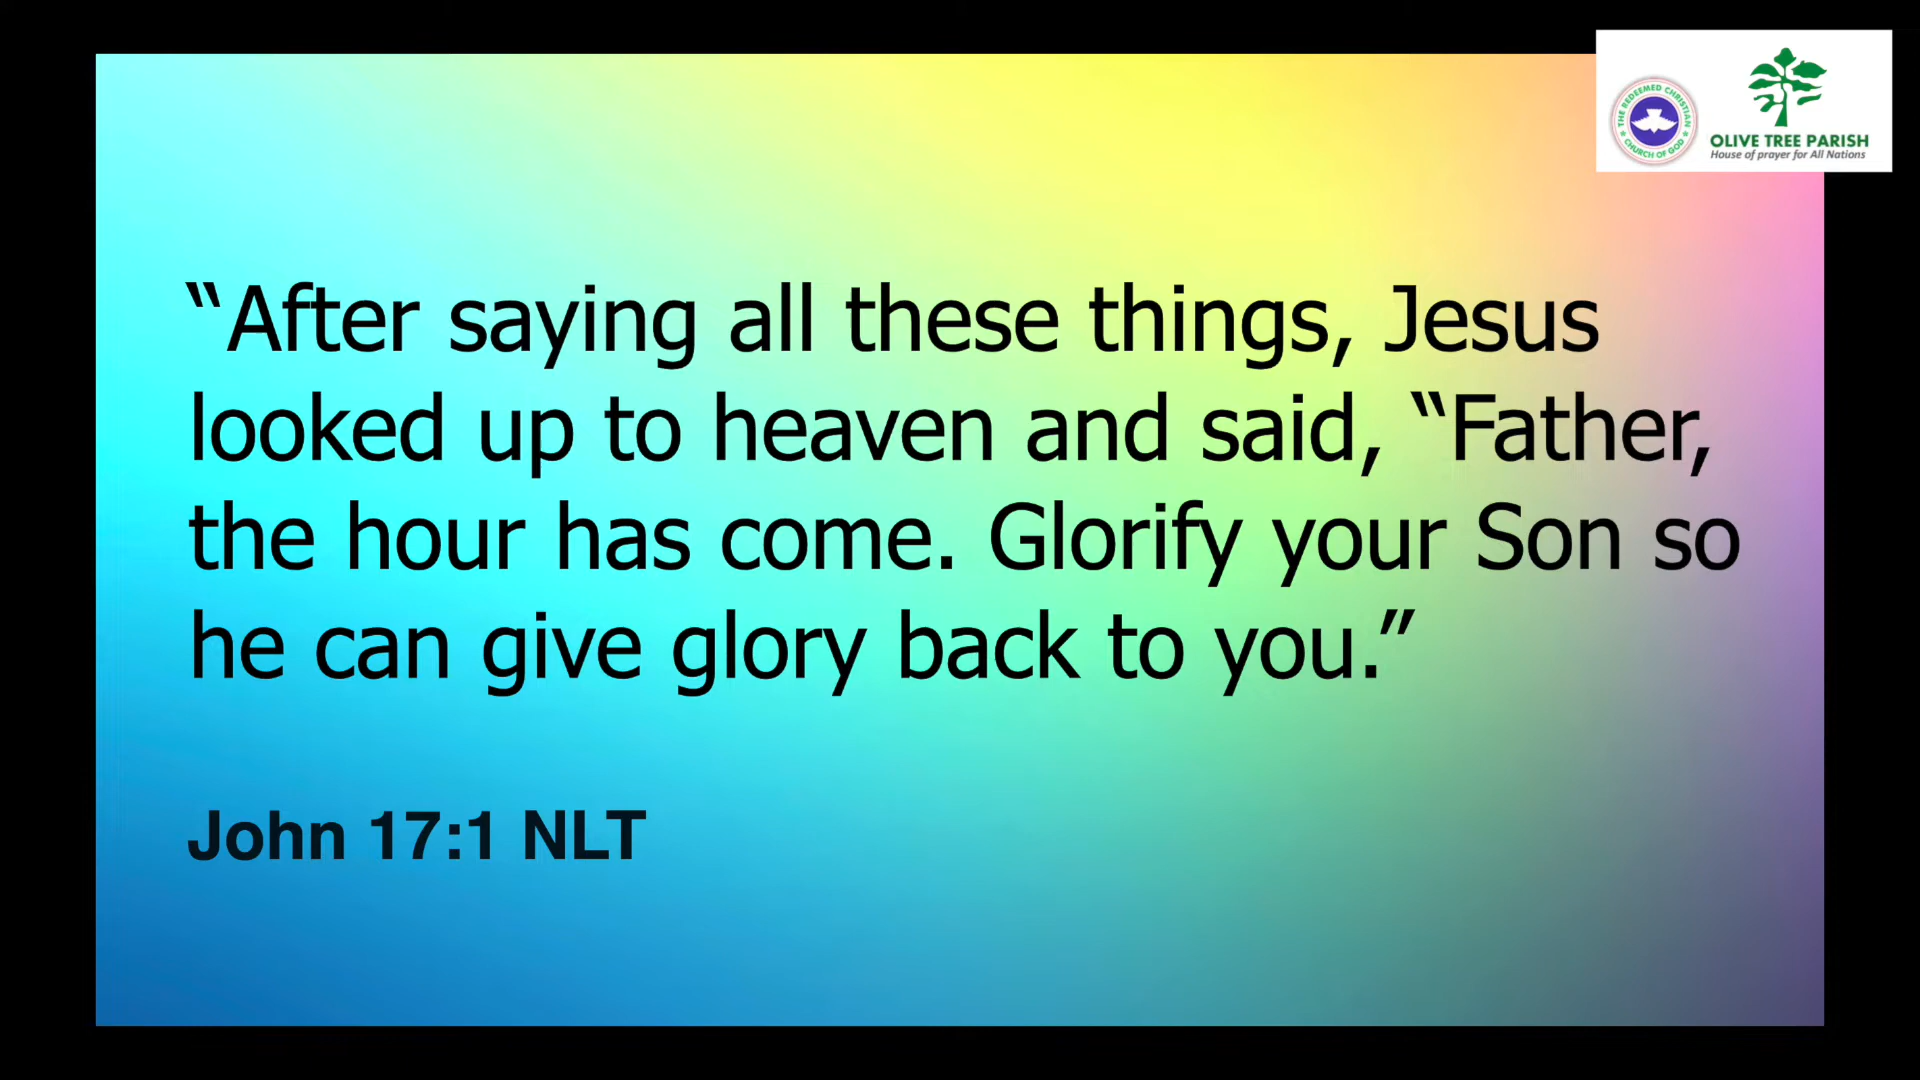 THE REDEEMED CHRISTIAN
CHURCH OF GOD
OLIVE TREE PARISH
House of prayer for All Nations
“After saying all these things, Jesus
looked up to heaven and said, “Father,
the hour has come. Glorify your Son so
he can give glory back to you.”
John 17:1 NLT